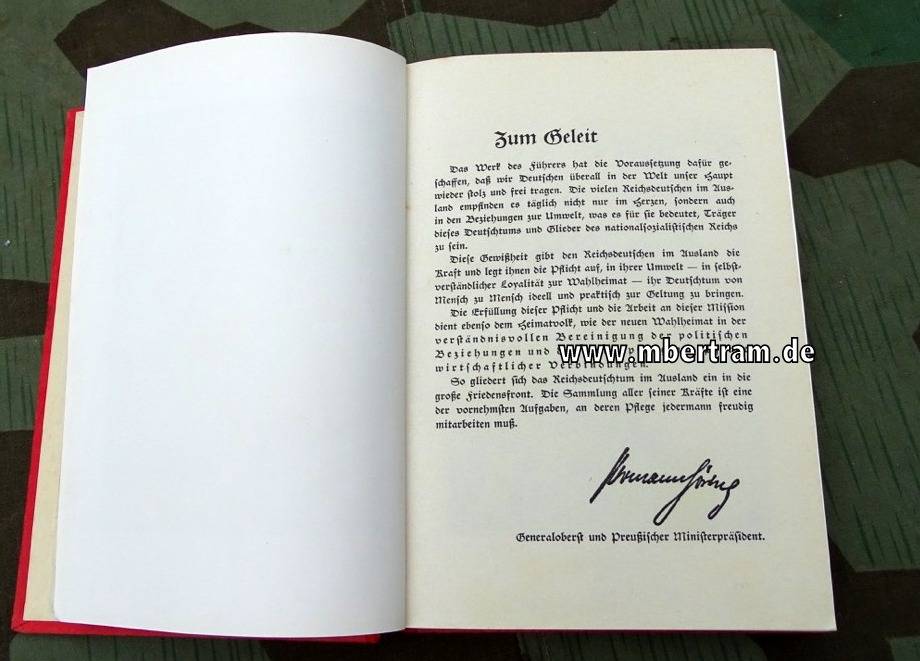 Zum Geleit
Das Werk des Führers hat die Voraussetzung dafür ge-
schaffen, daß wir Deutschen überall in der Welt unser Haupt
wieder stolz und frei tragen. Die vielen Reichsdeutschen im Aus-
land empfinden es täglich nicht nur im Herzen, sondern auch
in den Beziehungen zur Umwelt, was es für sie bedeutet, Träger
dieses Deutschtums und Glieder des nationalsozialistischen Reichs
zu sein.
Diese Gewißheit gibt den Reichsdeutschen im Ausland die
Kraft und legt ihnen die Pflicht auf, in ihrer Umwelt — in selbst-
verständlicher Loyalität zur Wahlheimat — ihr Deutschtum von
Mensch zu Mensch ideell und praktisch zur Geltung zu bringen.
Die Erfüllung dieser Pflicht und die Arbeit an dieser Mission
dient ebenso dem Heimatvolk, wie der neuen Wahlheimat in der
verständnisvollen Bereinigung der politischen
Beziehungen und
www.mbertram.de
wirtschaftlicher Verbindungen.
So gliedert sich das Reichsdeutschtum im Ausland ein in die
große Friedensfront. Die Sammlung aller seiner Kräfte ist eine
der vornehmsten Aufgaben, an deren Pflege jedermann freudig
mitarbeiten muß.
Hermann Göring
Generaloberst und Preußischer Ministerpräsident.